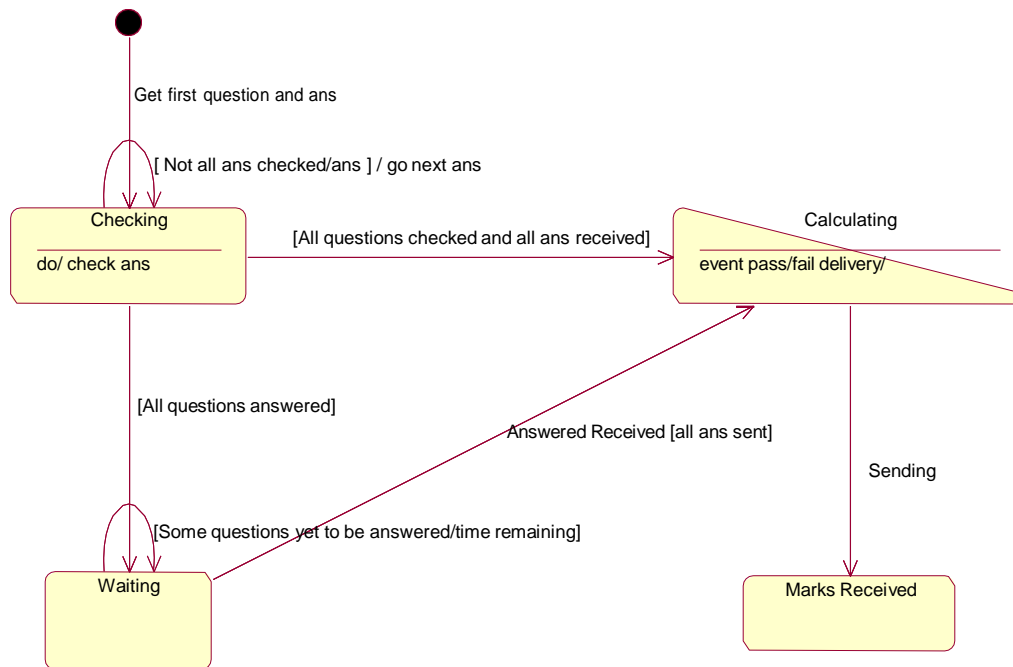 Get first question and ans
[ Not all ans checked/ans ] / go next ans
Checking
do/ check ans
[All questions checked and all ans received]
Calculating
event pass/fail delivery/
[All questions answered]
Answered Received [all ans sent]
Sending
[Some questions yet to be answered/time remaining]
Waiting
Marks Received